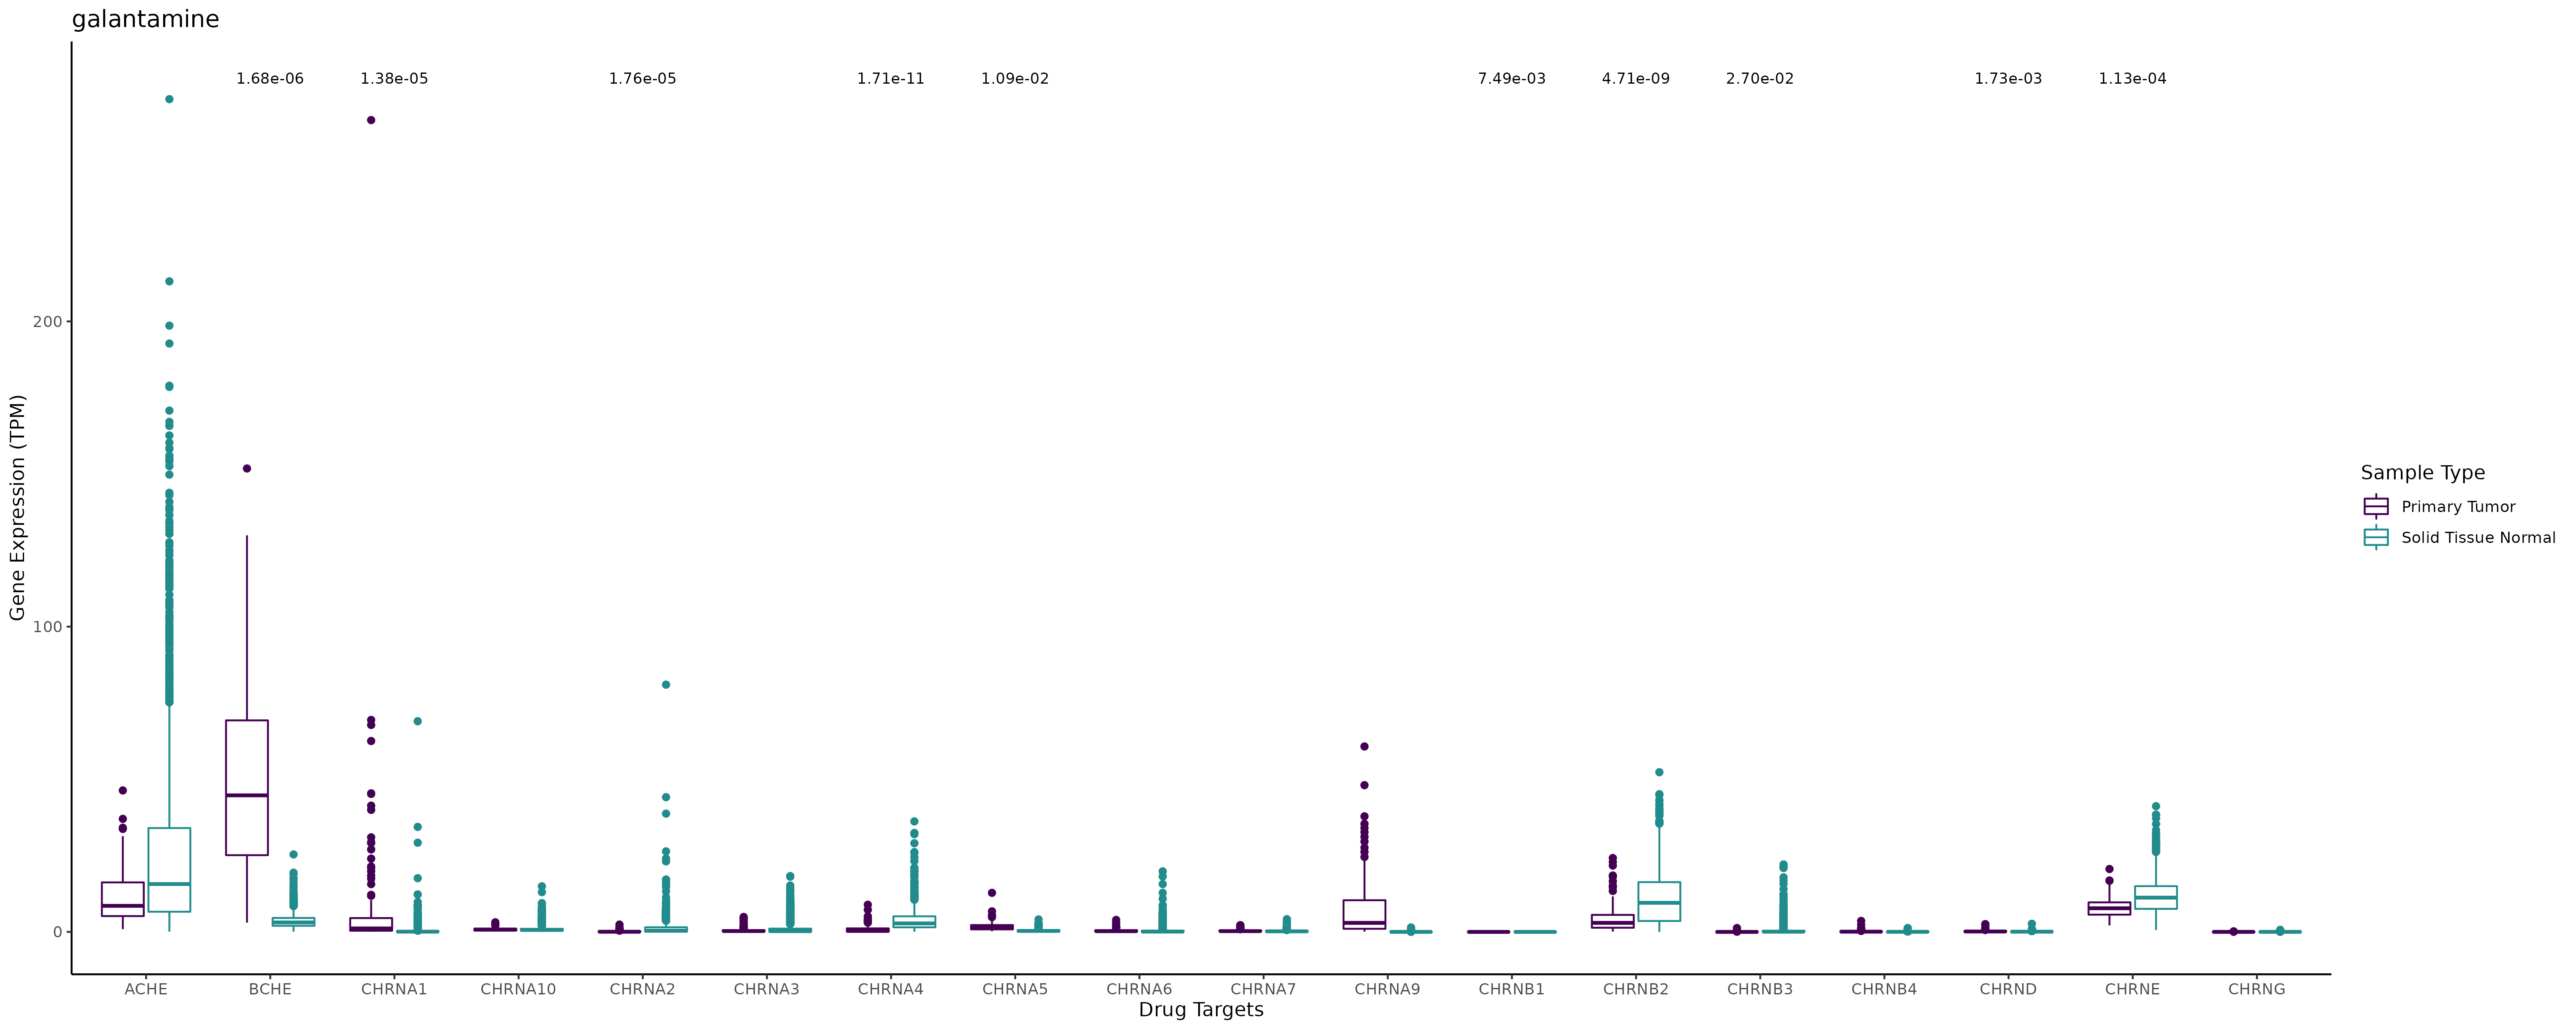 galantamine
1.68e-06 1.38e-05 1.76e-05 1.71e-11 1.09e-02 7.49e-03 4.71e-09 2.70e-02 1.73e-03 1.13e-04
200
100
0
Gene Expression (TPM)
Sample Type
Primary Tumor
Solid Tissue Normal
ACHE BCHE CHRNA1 CHRNA10 CHRNA2 CHRNA3 CHRNA4 CHRNA5 CHRNA6 CHRNA7 CHRNA9 CHRNB1 CHRNB2 CHRNB3 CHRNB4 CHRND CHRNE CHRNG
Drug Targets